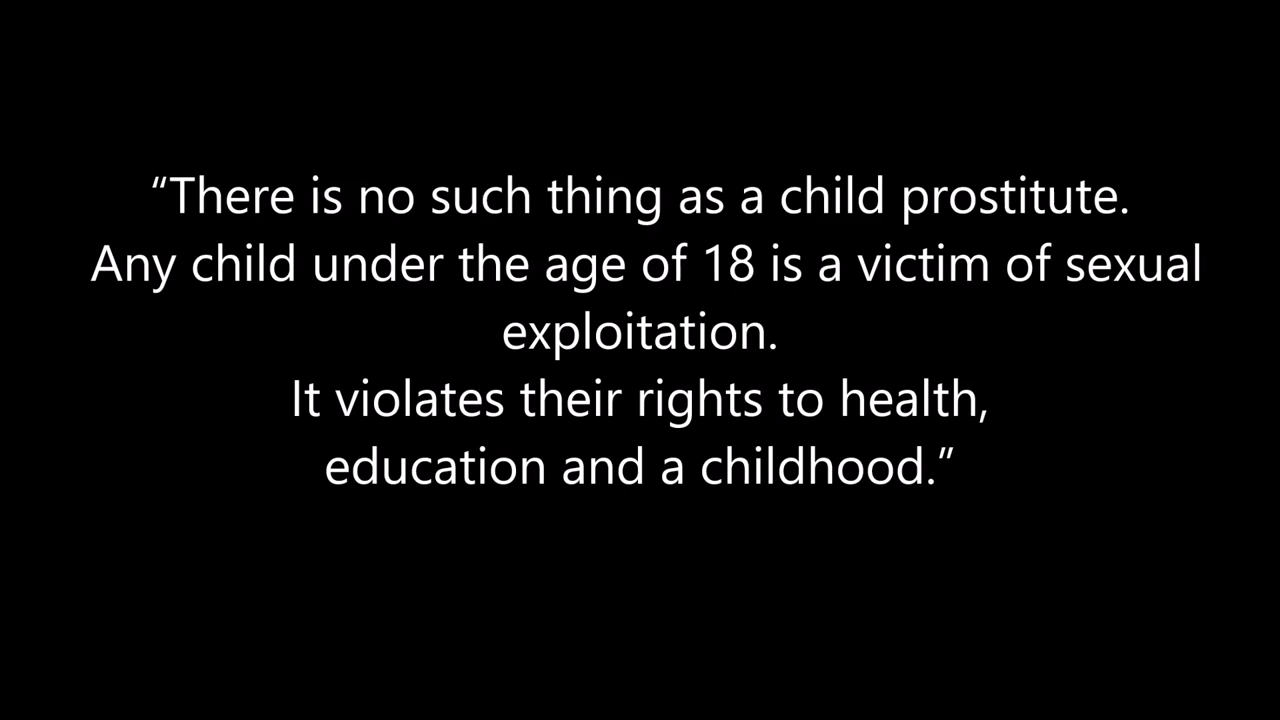 “There is no such thing as a child prostitute.
Any child under the age of 18 is a victim of sexual
exploitation.
It violates their rights to health,
education and a childhood.”